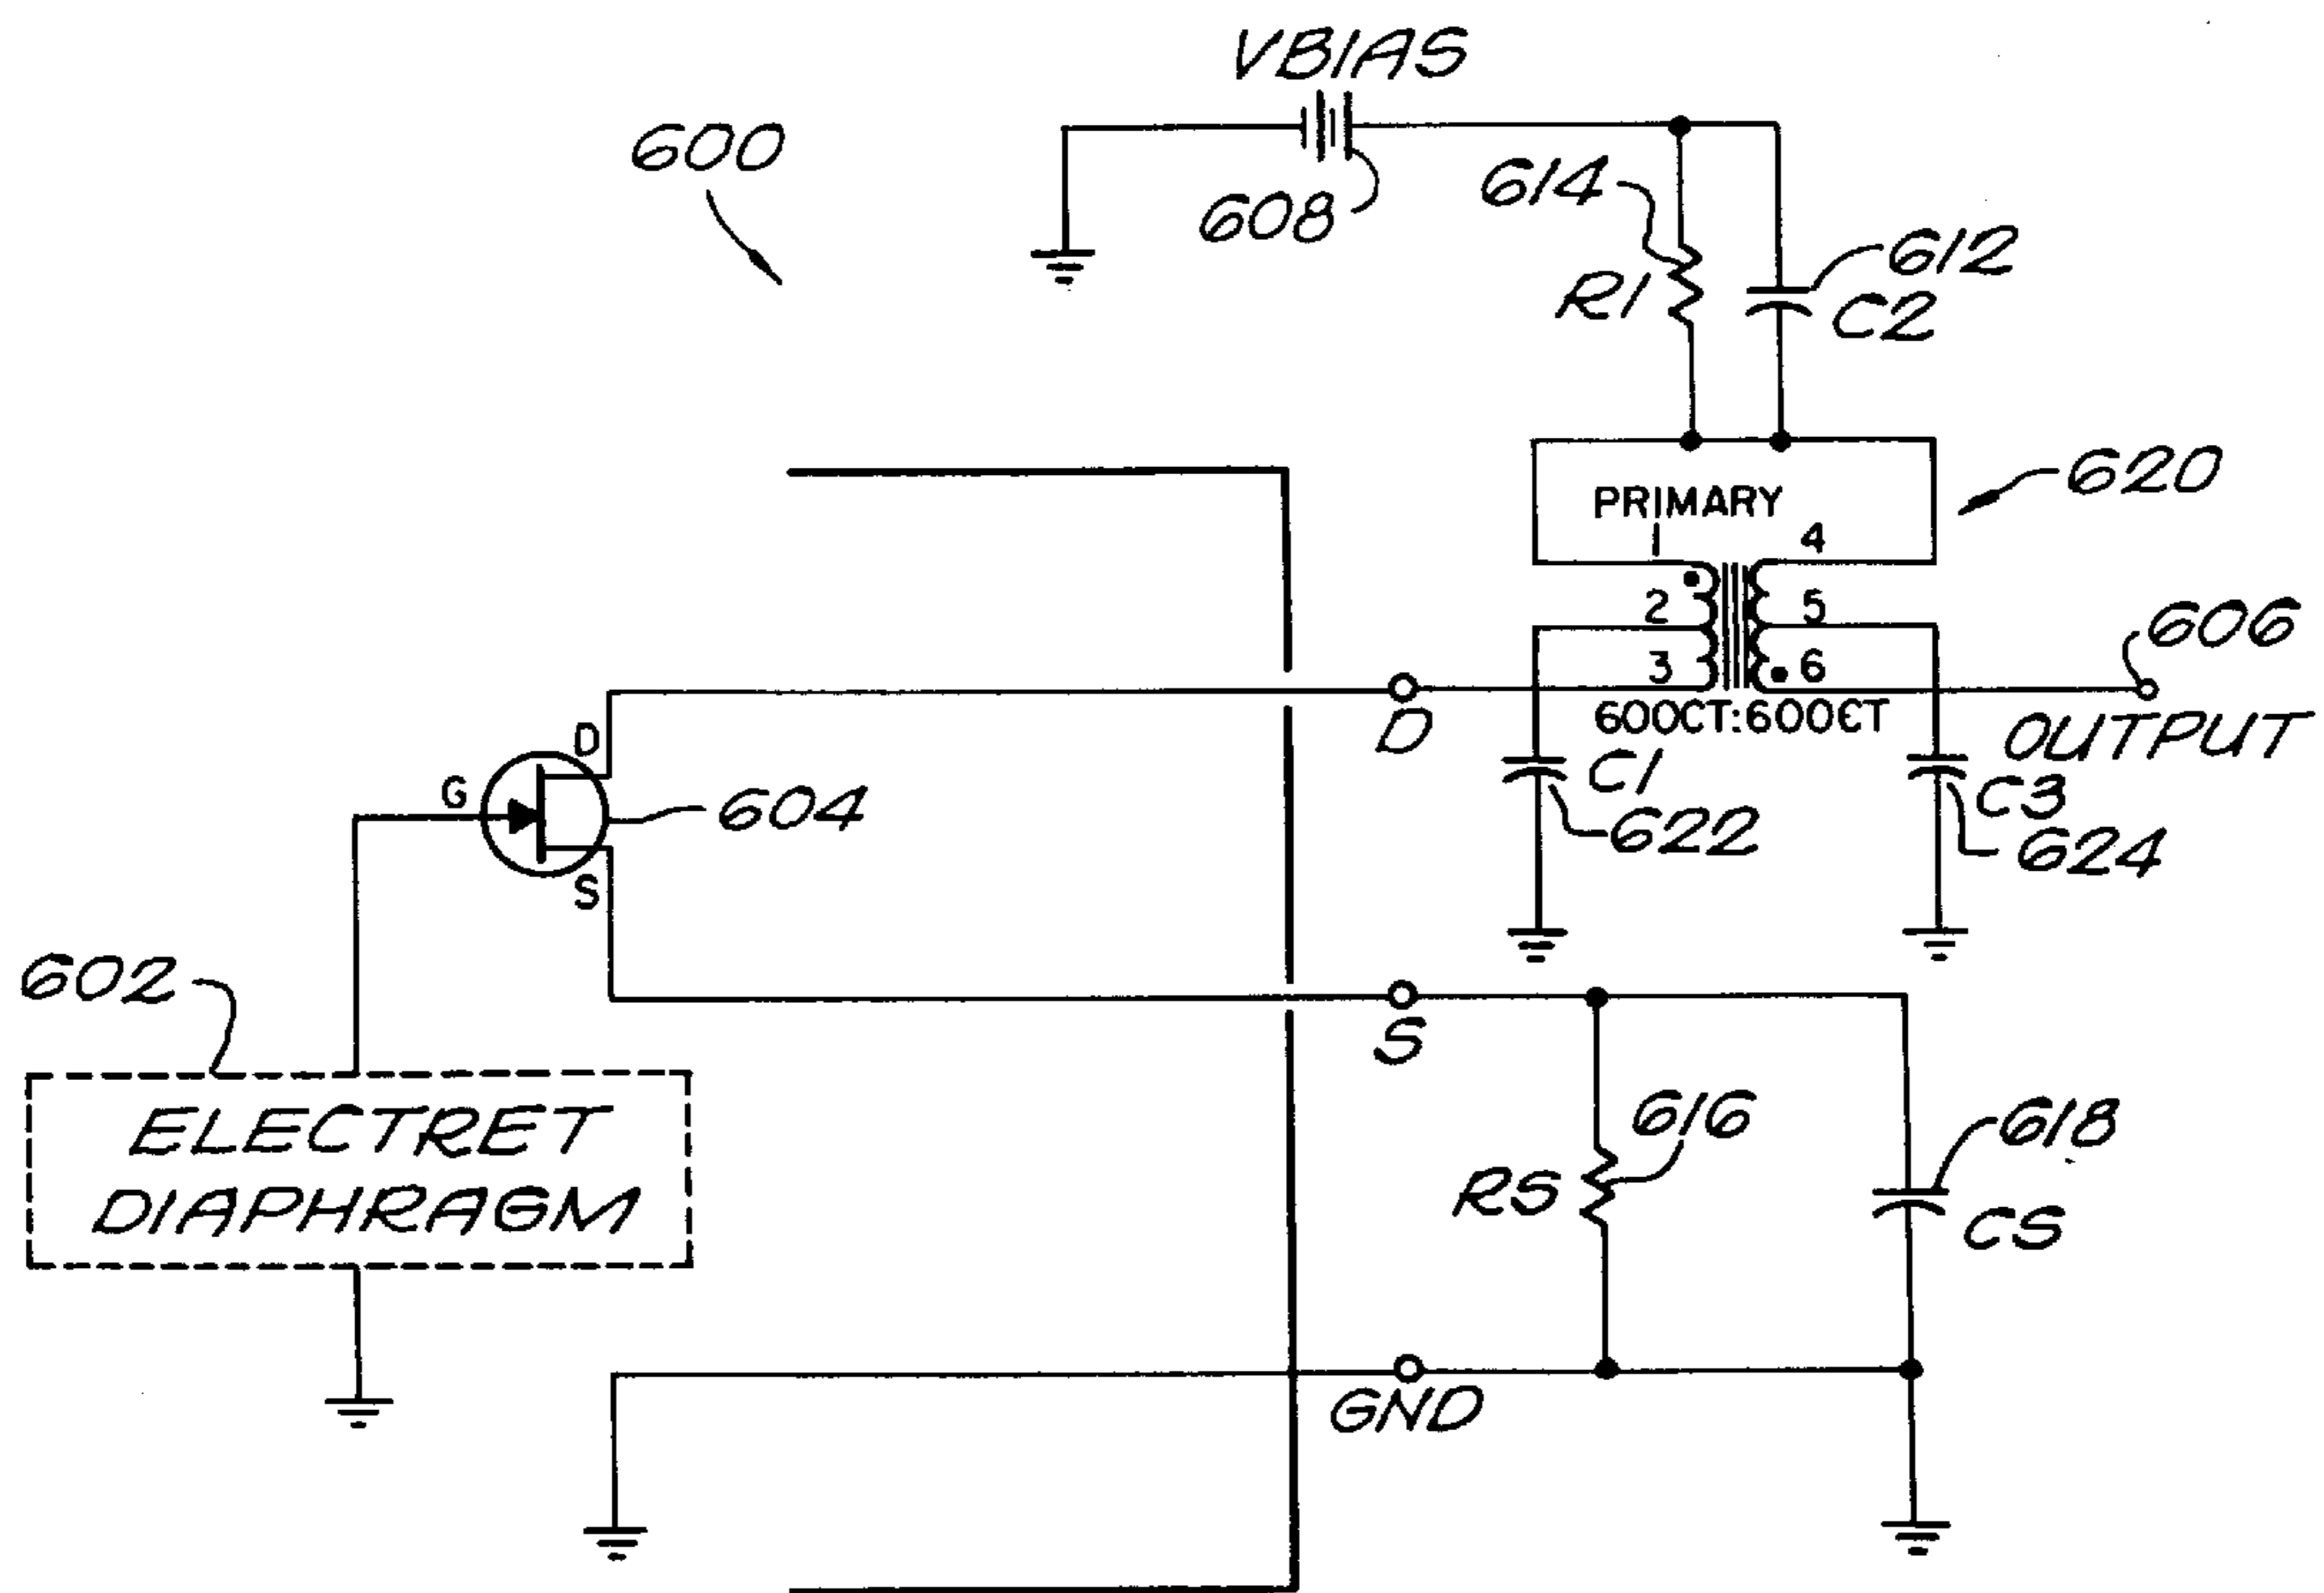 VBIAS
600
608
614
612
R1
C2
620
PRIMARY
1
4
2
5
3
6
606
600CT:600CT
D
OUTPUT
D
G
604
S
C1
622
C3
624
602
S
ELECTRET
DIAPHRAGM
616
618
RS
CS
GND